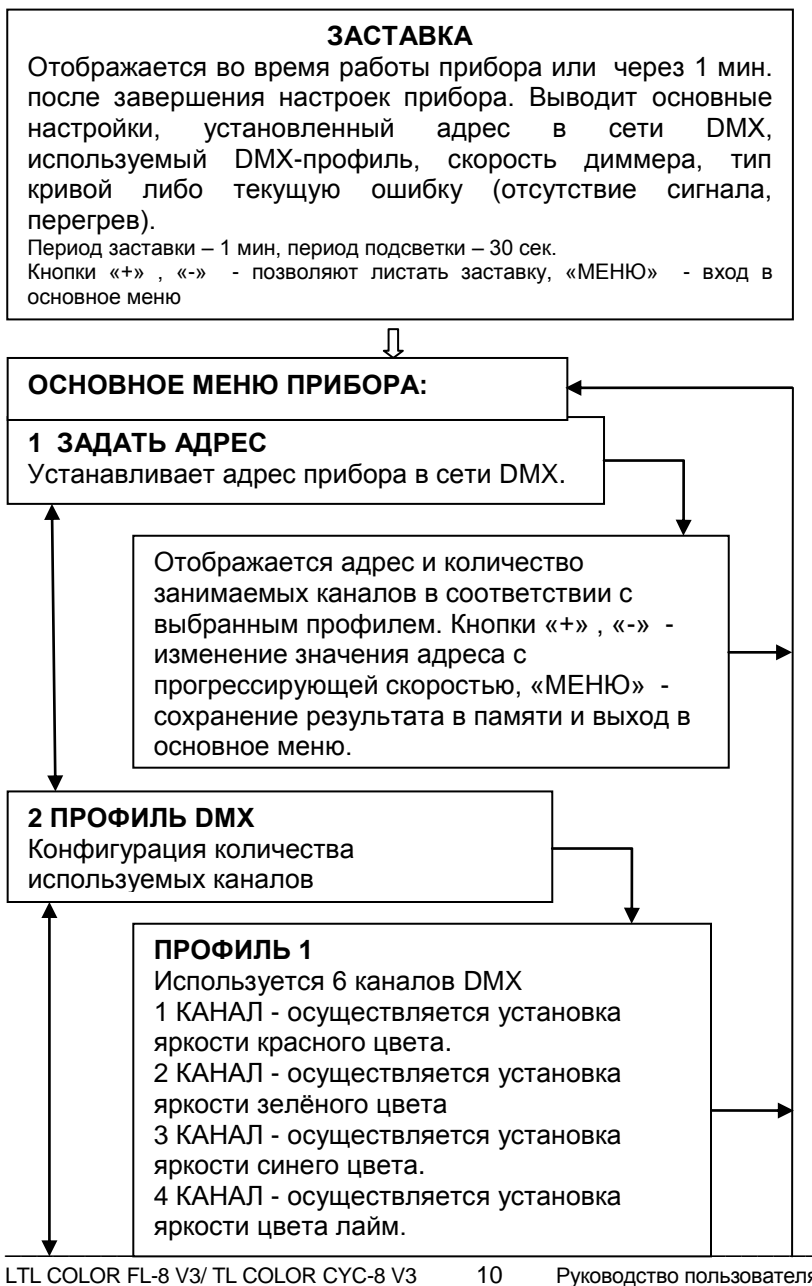 ЗАСТАВКА
Отображается во время работы прибора или через 1 мин.
после завершения настроек прибора. Выводит основные
настройки, установленный адрес в сети DMX,
используемый DMX-профиль, скорость диммера, тип
кривой либо текущую ошибку (отсутствие сигнала,
перегрев).
Период заставки – 1 мин, период подсветки – 30 сек.
Кнопки «+» , «-» - позволяют листать заставку, «МЕНЮ» - вход в
основное меню
ОСНОВНОЕ МЕНЮ ПРИБОРА:
1 ЗАДАТЬ АДРЕС
Устанавливает адрес прибора в сети DMX.
Отображается адрес и количество
занимаемых каналов в соответствии с
выбранным профилем. Кнопки «+» , «-» -
изменение значения адреса с
прогрессирующей скоростью, «МЕНЮ» -
сохранение результата в памяти и выход в
основное меню.
2 ПРОФИЛЬ DMX
Конфигурация количества
используемых каналов
ПРОФИЛЬ 1
Используется 6 каналов DMX
1 КАНАЛ - осуществляется установка
яркости красного цвета.
2 КАНАЛ - осуществляется установка
яркости зелёного цвета
3 КАНАЛ - осуществляется установка
яркости синего цвета.
4 КАНАЛ - осуществляется установка
яркости цвета лайм.
LTL COLOR FL-8 V3/ TL COLOR CYC-8 V3 10 Руководство пользователя